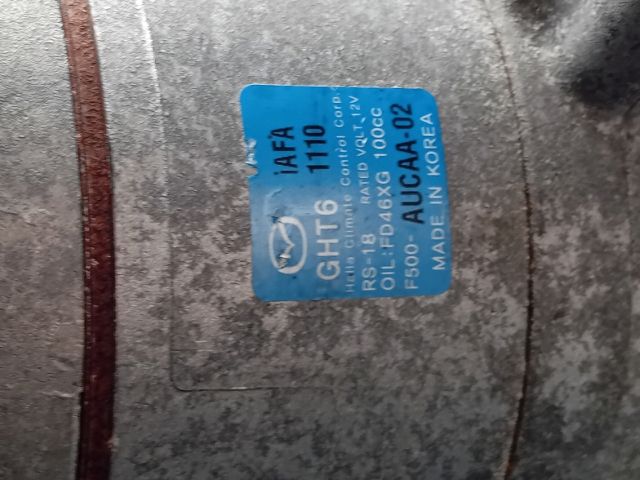 iAFA
GHT6 1110
Halla Climate Control Corp.
RS-18 RATED VOLT, 12V
OIL:FD46XG 100cc
F500-AUCAA-02
MADE IN KOREA